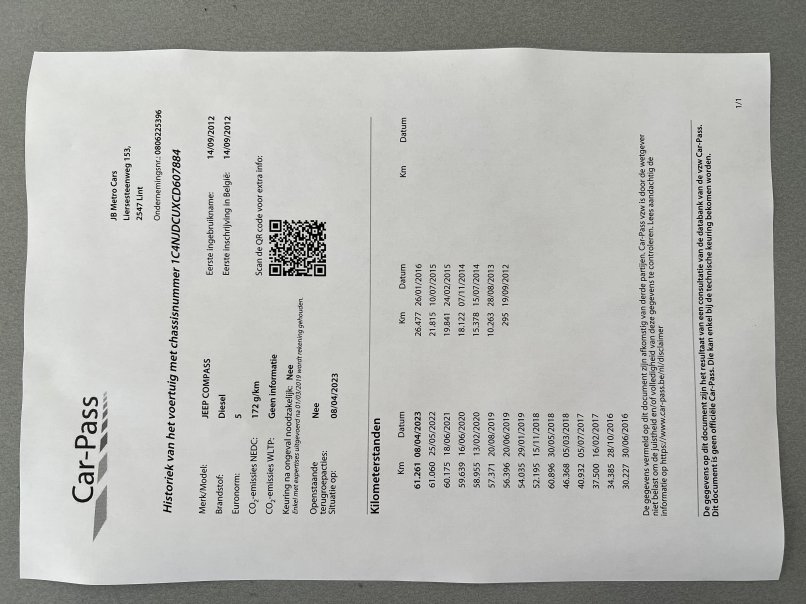 Car-Pass
JB Metro Cars
Liersesteenweg 153,
2547 Lint
Ondernemingsnr.: 0806225396
Historiek van het voertuig met chassisnummer 1C4NJDCUXCD607884
Merk/Model: JEEP COMPASS
Eerste ingebruikname: 14/09/2012
Brandstof: Diesel
Eerste inschrijving in België: 14/09/2012
Euronorm: 5
CO2-emissies NEDC: 172 g/km
Scan de QR code voor extra info:
CO2-emissies WLTP: Geen informatie
Keuring na ongeval noodzakelijk: Nee
Enkel met expertises uitgevoerd na 01/03/2019 wordt rekening gehouden.
Openstaande
terugroepacties: Nee
Situatie op: 08/04/2023
Kilometerstanden
Km Datum Km Datum Km Datum
61.261 08/04/2023 26.477 26/01/2016
61.060 25/05/2022 21.815 10/07/2015
60.175 18/06/2021 19.841 24/02/2015
59.639 16/06/2020 18.122 07/11/2014
58.955 13/02/2020 15.378 15/07/2014
57.371 20/08/2019 10.263 28/08/2013
56.396 20/06/2019 295 19/09/2012
54.035 29/01/2019
52.195 15/11/2018
60.896 30/05/2018
46.368 05/03/2018
40.932 05/07/2017
37.500 16/02/2017
34.385 28/10/2016
30.227 30/06/2016
De gegevens vermeld op dit document zijn afkomstig van derde partijen. Car-Pass vzw is door de wetgever
niet belast om de juistheid en/of volledigheid van deze gegevens te controleren. Lees aandachtig de
informatie op https://www.car-pass.be/nl/disclaimer
De gegevens op dit document zijn het resultaat van een consultatie van de databank van de vzw Car-Pass.
Dit document is geen officiële Car-Pass. Die kan enkel bij de technische keuring bekomen worden.
1/1